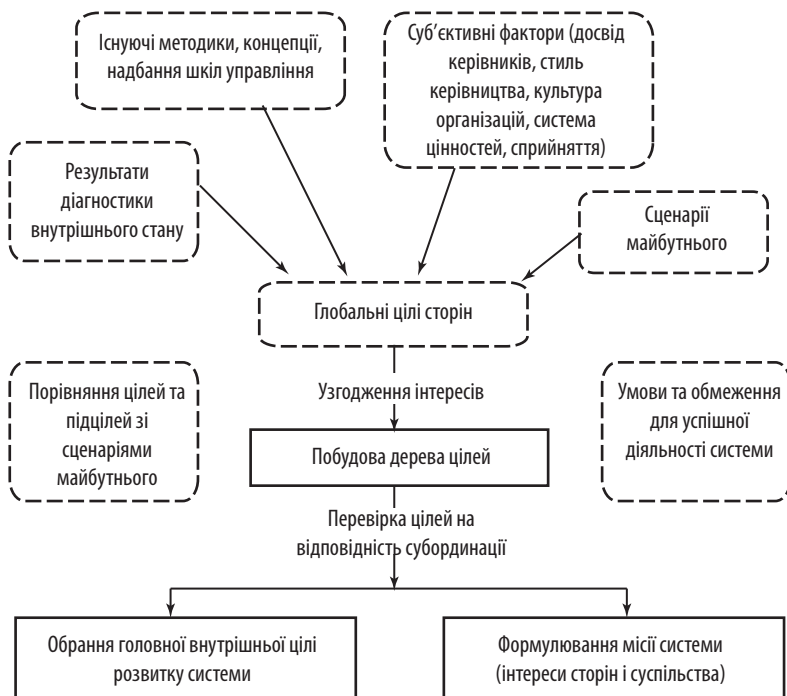 Існуючі методики, концепції,
надбання шкіл управління
Суб’єктивні фактори (досвід
керівників, стиль
керівництва, культура
організацій, система
цінностей, сприйняття)
Результати
діагностики
внутрішнього стану
Сценарії
майбутнього
Глобальні цілі сторін
Порівняння цілей та
підцілей зі
сценаріями
майбутнього
Узгодження інтересів
Умови та обмеження
для успішної
діяльності системи
Побудова дерева цілей
Перевірка цілей на
відповідність субординації
Обрання головної внутрішньої цілі
розвитку системи
Формулювання місії системи
(інтереси сторін і суспільства)